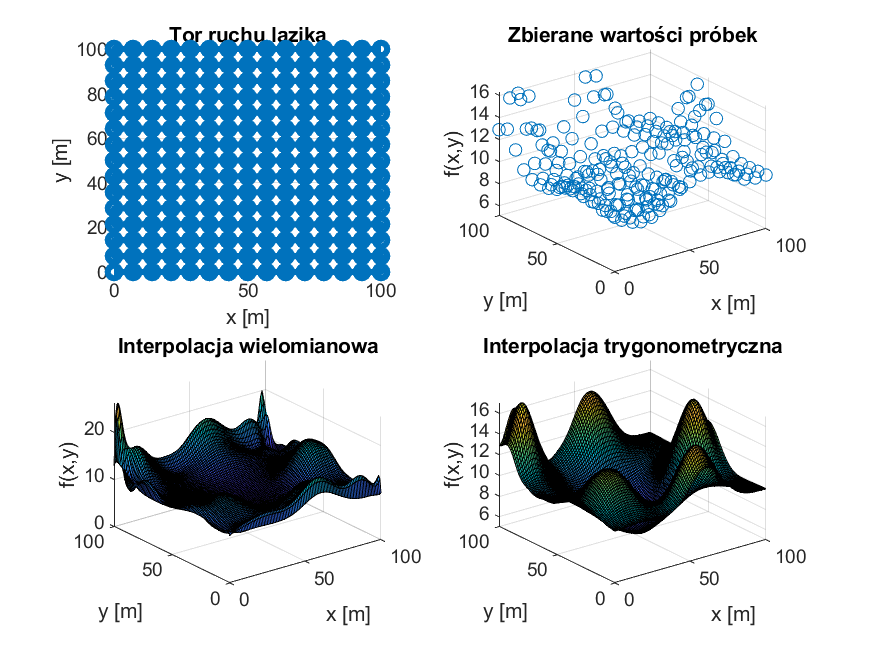 Tor ruchu lazika
100
80
60
40
20
0
y [m]
0 50 100
x [m]
Zbierane wartości próbek
16
14
12
10
8
6
f(x,y)
100
50
0
y [m]
0
50
100
x [m]
Interpolacja wielomianowa
20
10
0
f(x,y)
100
50
0
y [m]
0
50
100
x [m]
Interpolacja trygonometryczna
16
14
12
10
8
6
f(x,y)
100
50
0
y [m]
0
50
100
x [m]